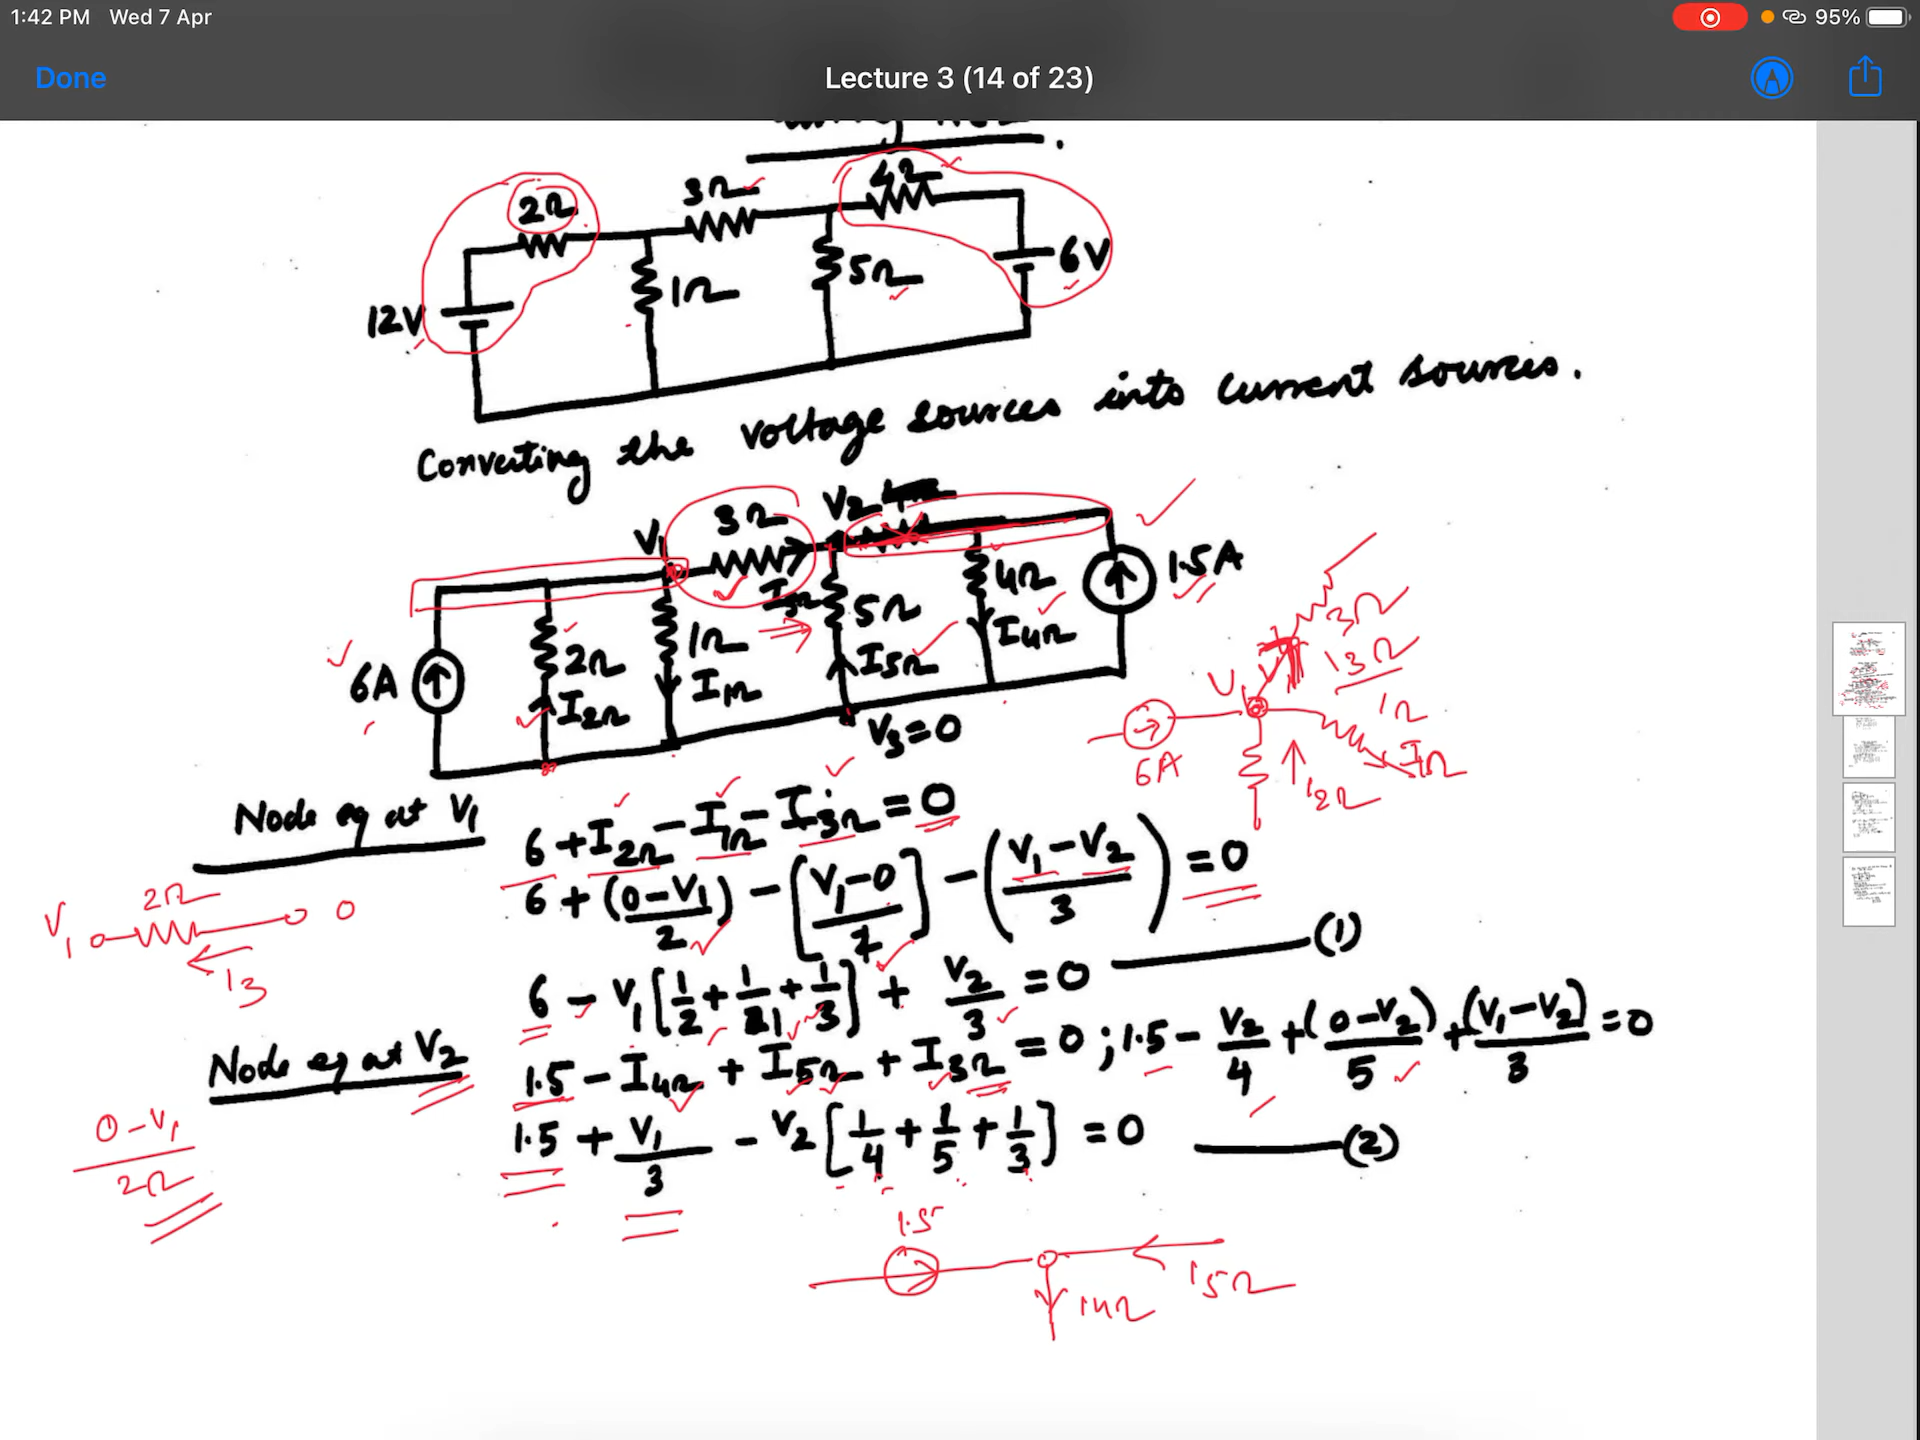 1:42 PM Wed 7 Apr
95%
Done
Lecture 3 (14 of 23)
2Ω
3Ω
4Ω
12V
1Ω
5Ω
6V
Converting the voltage sources into current sources.
V1
3Ω
V2
I3Ω
6A
2Ω
I2Ω
1Ω
I1Ω
5Ω
I5Ω
4Ω
I4Ω
1.5A
V3=0
3Ω
I3Ω
V1
1Ω
I1Ω
6A
I2Ω
Node eq at V1
6+I2Ω-I1Ω-I3Ω=0
6+(0-V1)/2-[V1-0/1]-(V1-V2/3)=0
(1)
V1 2Ω 0
I3
6-V1[1/2+1/1+1/3]+V2/3=0
Node eq at V2
1.5-I4Ω+I5Ω+I3Ω=0; 1.5-V2/4+(0-V2)/5+(V1-V2)/3=0
0-V1/2Ω
1.5+V1/3-V2[1/4+1/5+1/3]=0
(2)
1.5
I5Ω
I4Ω